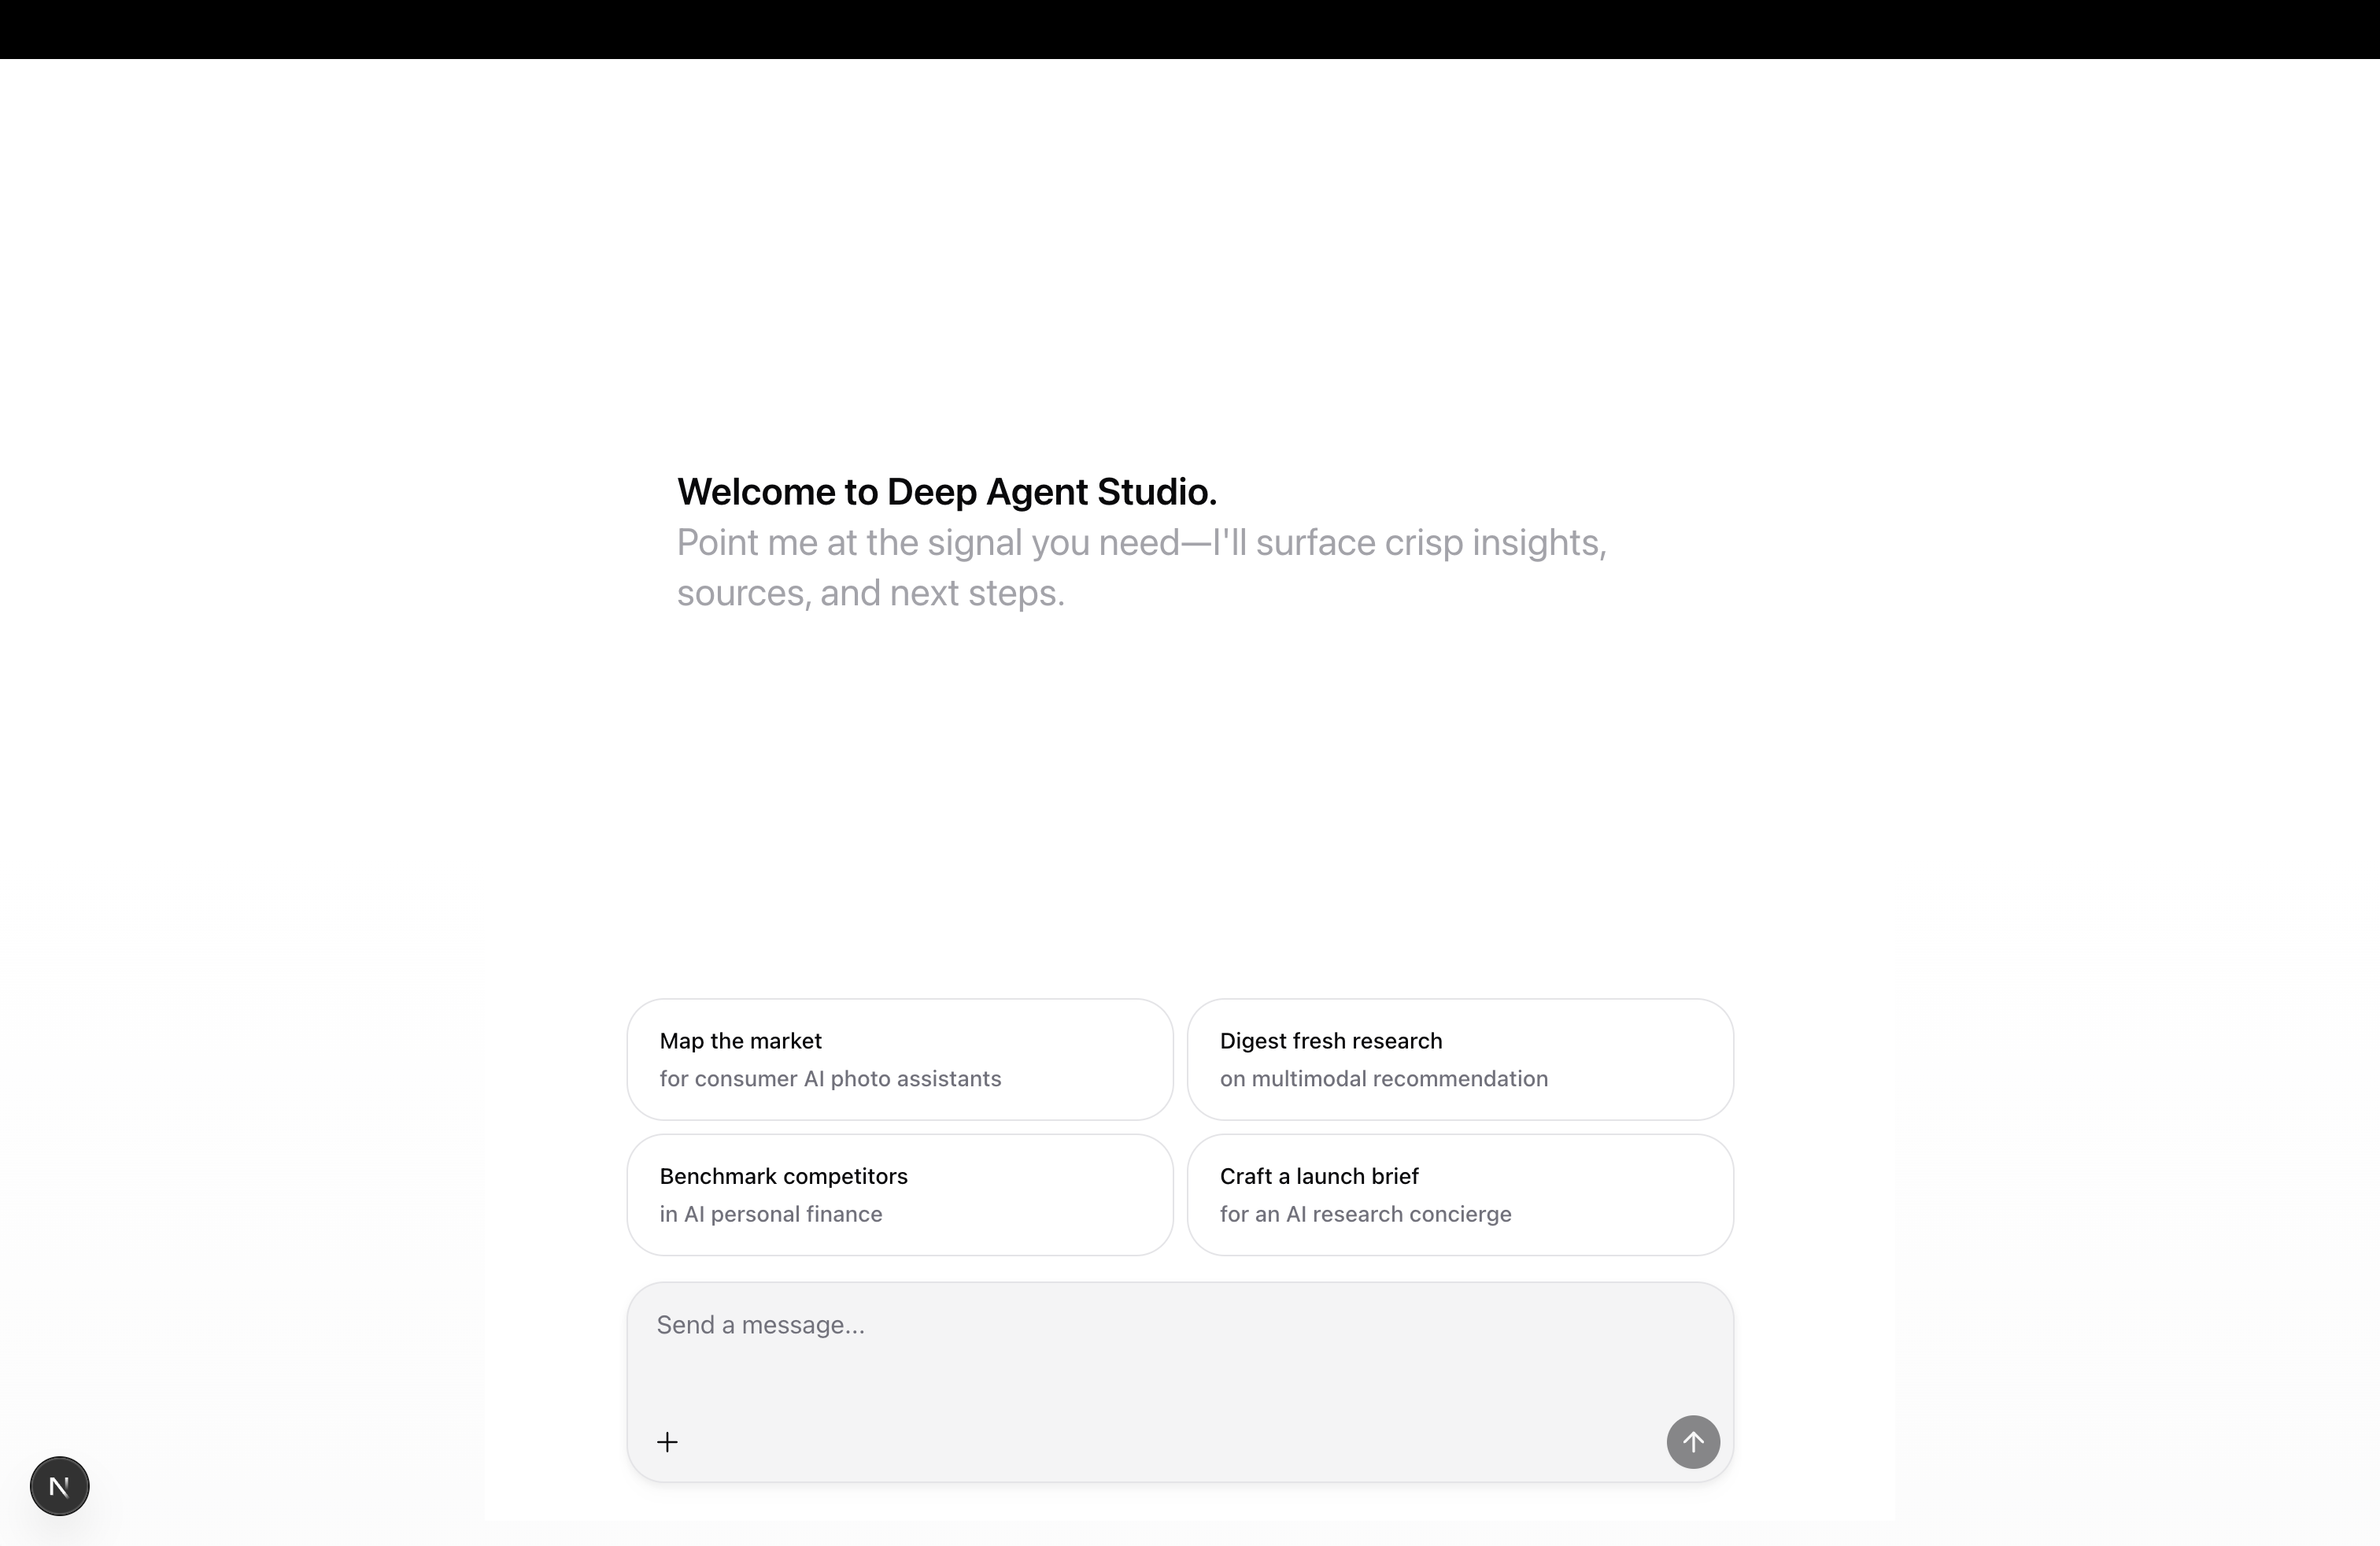 Welcome to Deep Agent Studio.
Point me at the signal you need—I'll surface crisp insights,
sources, and next steps.
Map the market
for consumer AI photo assistants
Digest fresh research
on multimodal recommendation
Benchmark competitors
in AI personal finance
Craft a launch brief
for an AI research concierge
Send a message...
N